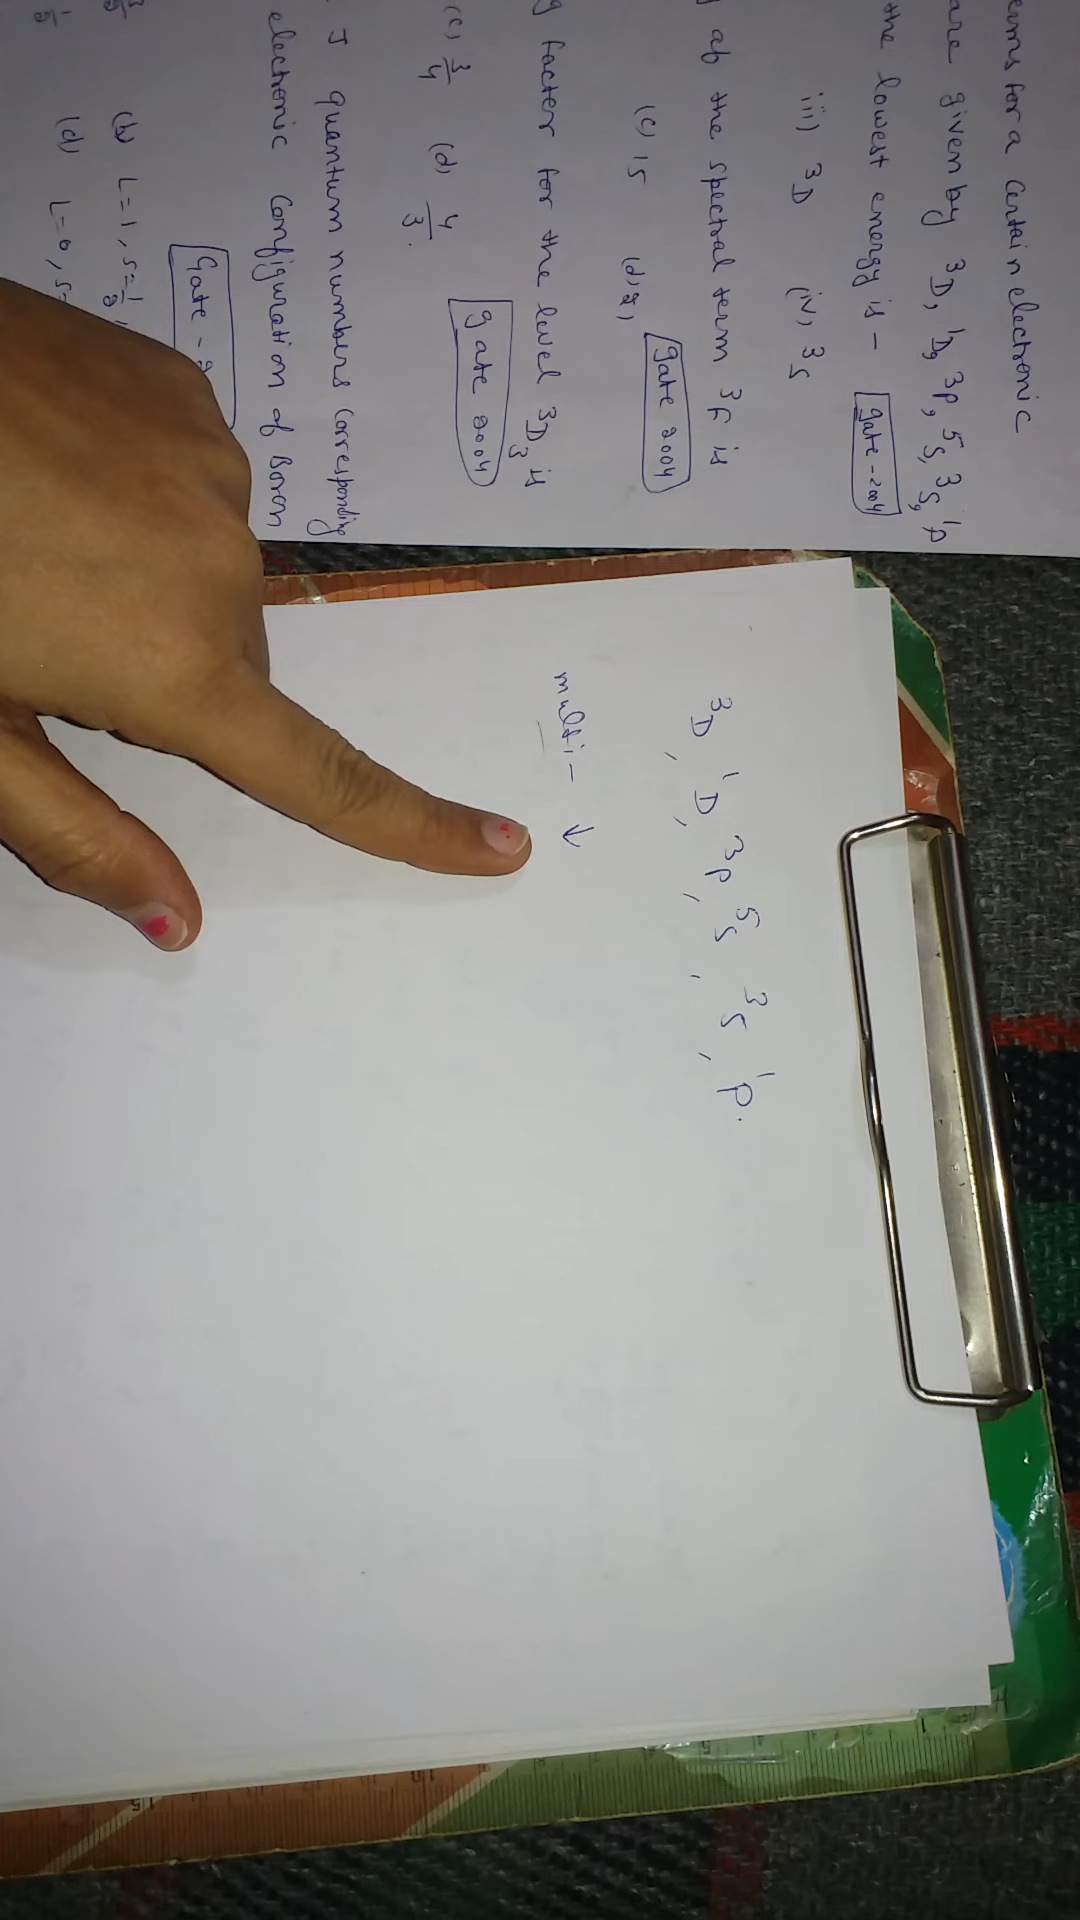 erms for a certain electronic
are given by ³D, ¹D, ³P, ⁵S, ³S, ¹P
the lowest energy is - gate-2004
iii) ³D (iv) ³S
of the spectral term ³F is
(c) 15 (d) 21 gate 2004
g factor for the level ³D₃ is
(c) 3/4 (d) 4/3. gate 2004
J quantum numbers corresponding
electronic configuration of Boron
Gate -
(b) L=1, S=1/2,
(d) L=0, S=
³D, ¹D, ³P, ⁵S, ³S, ¹P.
multi- ↓